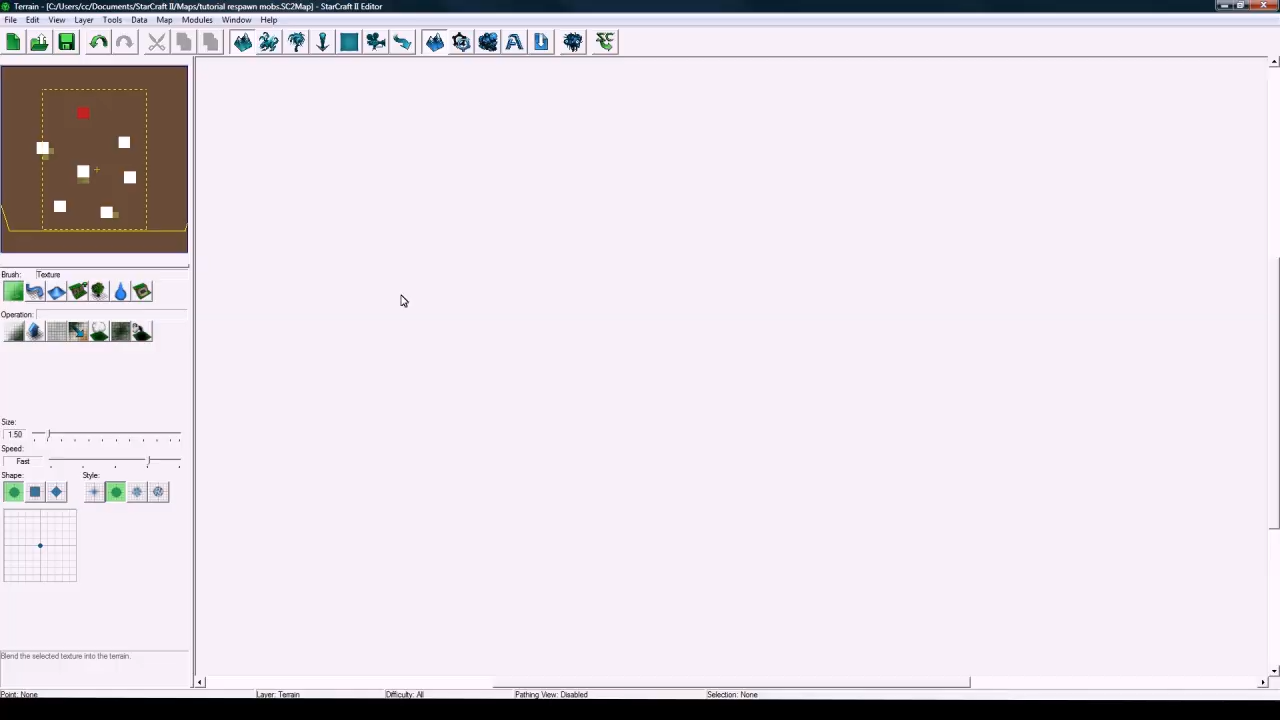 Terrain - [C:/Users/cc/Documents/StarCraft II/Maps/tutorial respawn mobs.SC2Map] - StarCraft II Editor
File Edit View Layer Tools Data Map Modules Window Help
Brush: Texture
Operation:
Size:
1.50
Speed:
Fast
Shape: Style:
Blend the selected texture into the terrain.
Point: None Layer: Terrain Difficulty: All Pathing View: Disabled Selection: None